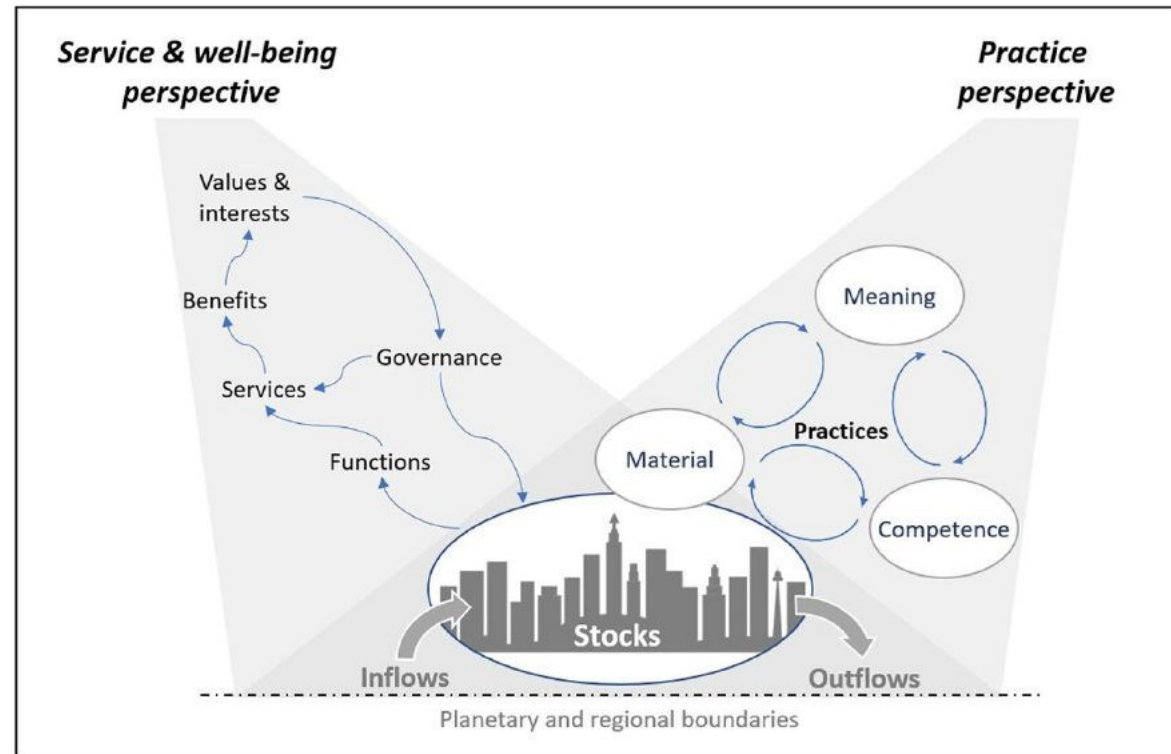 Service & well-being
perspective
Practice
perspective
Values &
interests
Benefits
Services
Governance
Functions
Meaning
Practices
Material
Competence
Stocks
Inflows
Outflows
Planetary and regional boundaries